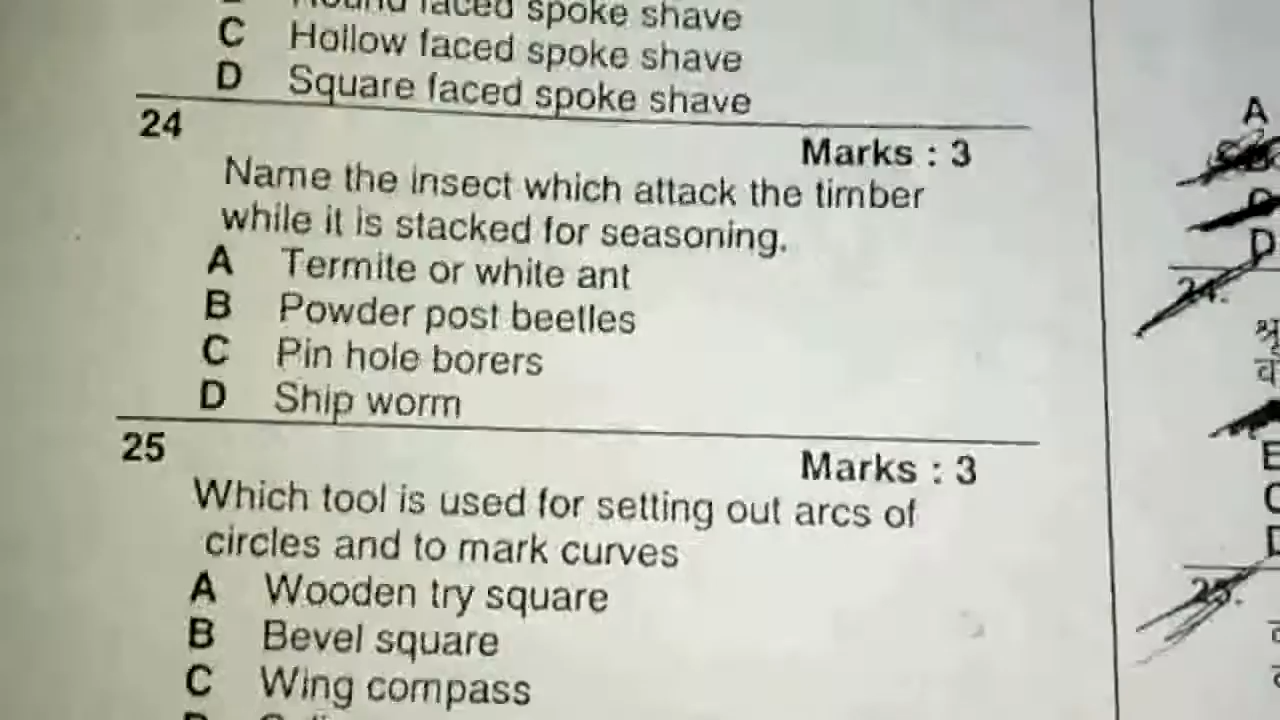 faced spoke shave
C Hollow faced spoke shave
D Square faced spoke shave
24
Marks : 3
Name the insect which attack the timber
while it is stacked for seasoning.
A Termite or white ant
B Powder post beetles
C Pin hole borers
D Ship worm
25
Marks : 3
Which tool is used for setting out arcs of
circles and to mark curves
A Wooden try square
B Bevel square
C Wing compass
A
D
24.
25.